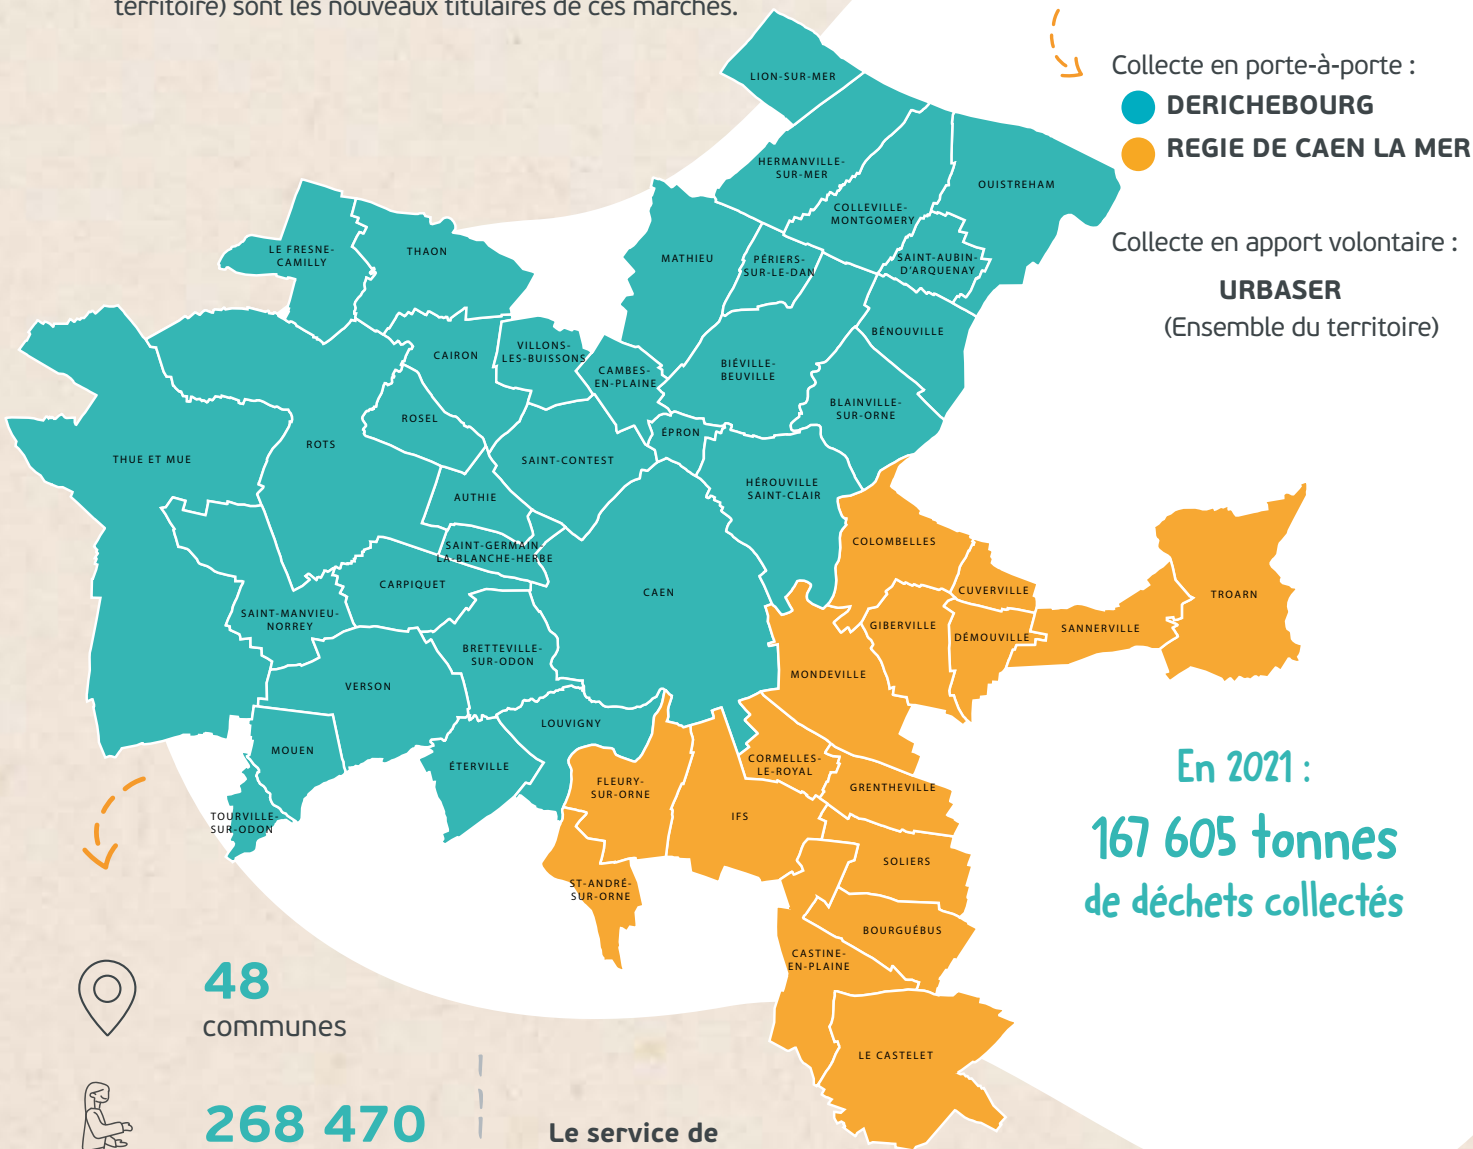 territoire) sont les nouveaux titulaires de ces marchés.
Collecte en porte-à-porte :
DERICHEBOURG
REGIE DE CAEN LA MER
Collecte en apport volontaire :
URBASER
(Ensemble du territoire)
LION-SUR-MER
HERMANVILLE-
SUR-MER
OUISTREHAM
COLLEVILLE-
MONTGOMERY
LE FRESNE-
CAMILLY
THAON
MATHIEU
PÉRIERS-
SUR-LE-DAN
SAINT-AUBIN-
D'ARQUENAY
BÉNOUVILLE
CAIRON
VILLONS-
LES-BUISSONS
CAMBES-
EN-PLAINE
BIÉVILLE-
BEUVILLE
BLAINVILLE-
SUR-ORNE
ROSEL
ÉPRON
ROTS
THUE ET MUE
SAINT-CONTEST
HÉROUVILLE
SAINT-CLAIR
AUTHIE
SAINT-GERMAIN-
LA-BLANCHE-HERBE
COLOMBELLES
CARPIQUET
CAEN
CUVERVILLE
TROARN
SAINT-MANVIEU-
NORREY
GIBERVILLE
DÉMOUVILLE
SANNERVILLE
BRETTEVILLE-
SUR-ODON
MONDEVILLE
VERSON
LOUVIGNY
MOUEN
ÉTERVILLE
CORMELLES-
LE-ROYAL
FLEURY-
SUR-ORNE
GRENTHEVILLE
TOURVILLE-
SUR-ODON
IFS
SOLIERS
ST-ANDRÉ-
SUR-ORNE
BOURGUÉBUS
CASTINE-
EN-PLAINE
LE CASTELET
En 2021 :
167 605 tonnes
de déchets collectés
48
communes
268 470
Le service de